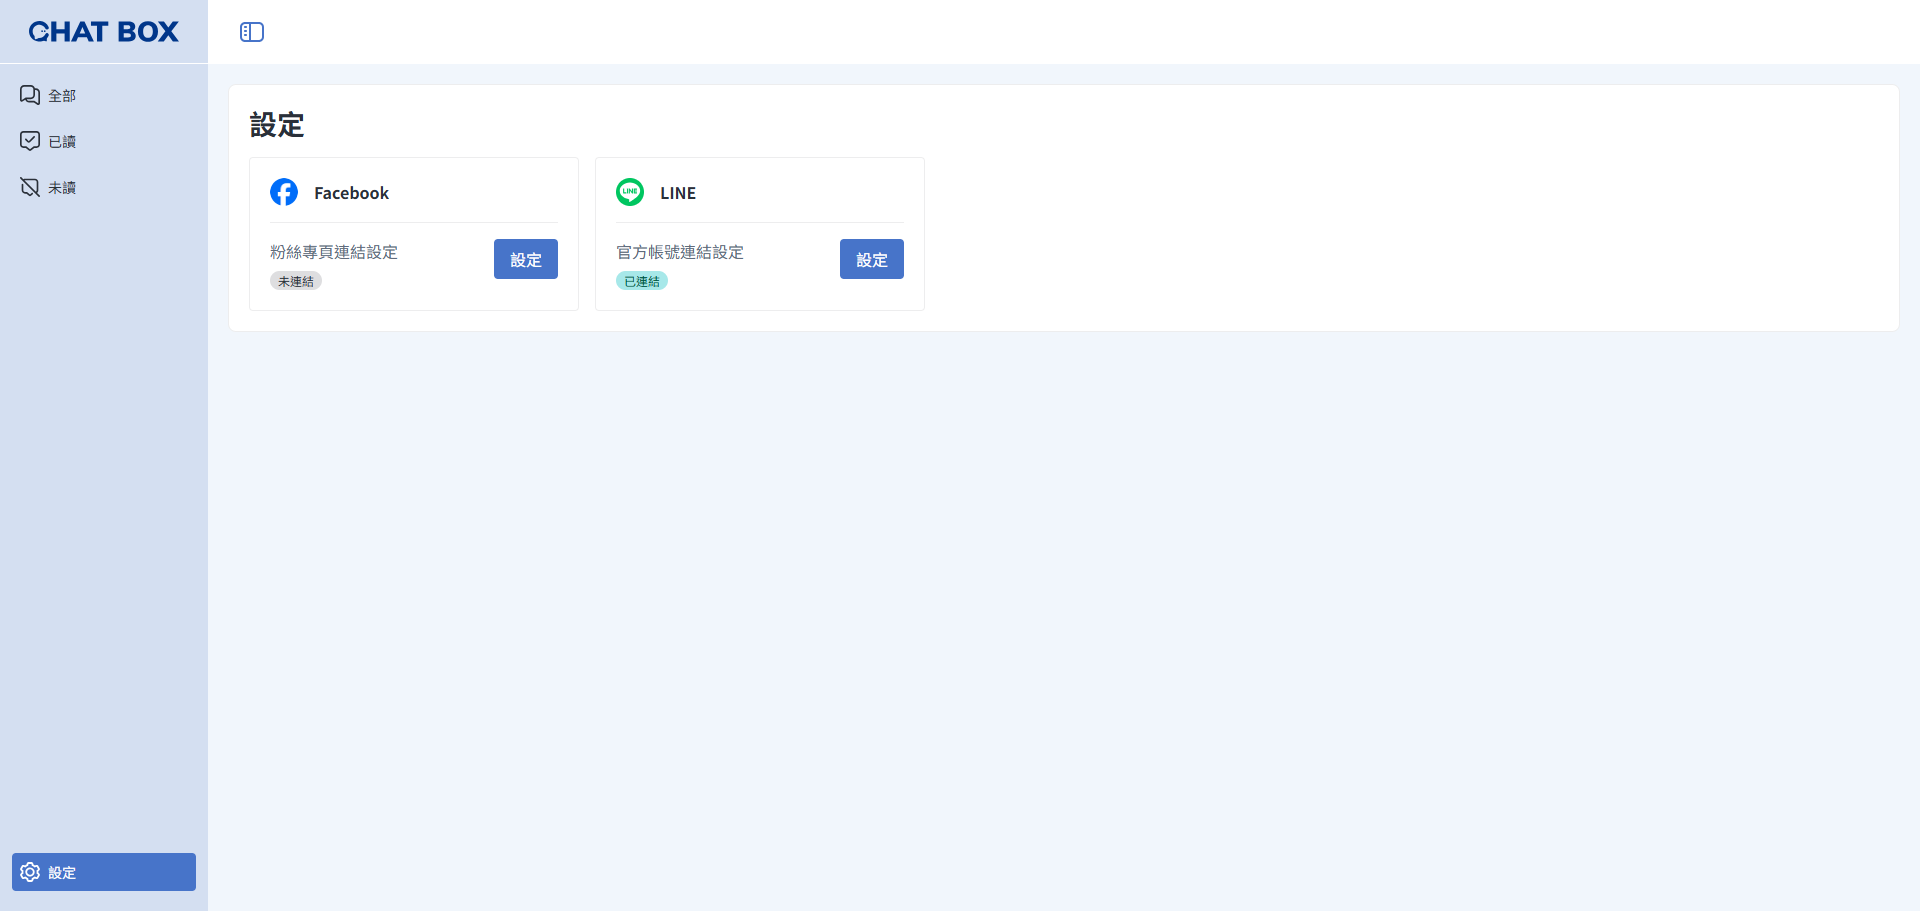 CHAT BOX
全部
已讀
未讀
設定
設定
Facebook
粉絲專頁連結設定
未連結
設定
LINE
LINE
官方帳號連結設定
已連結
設定